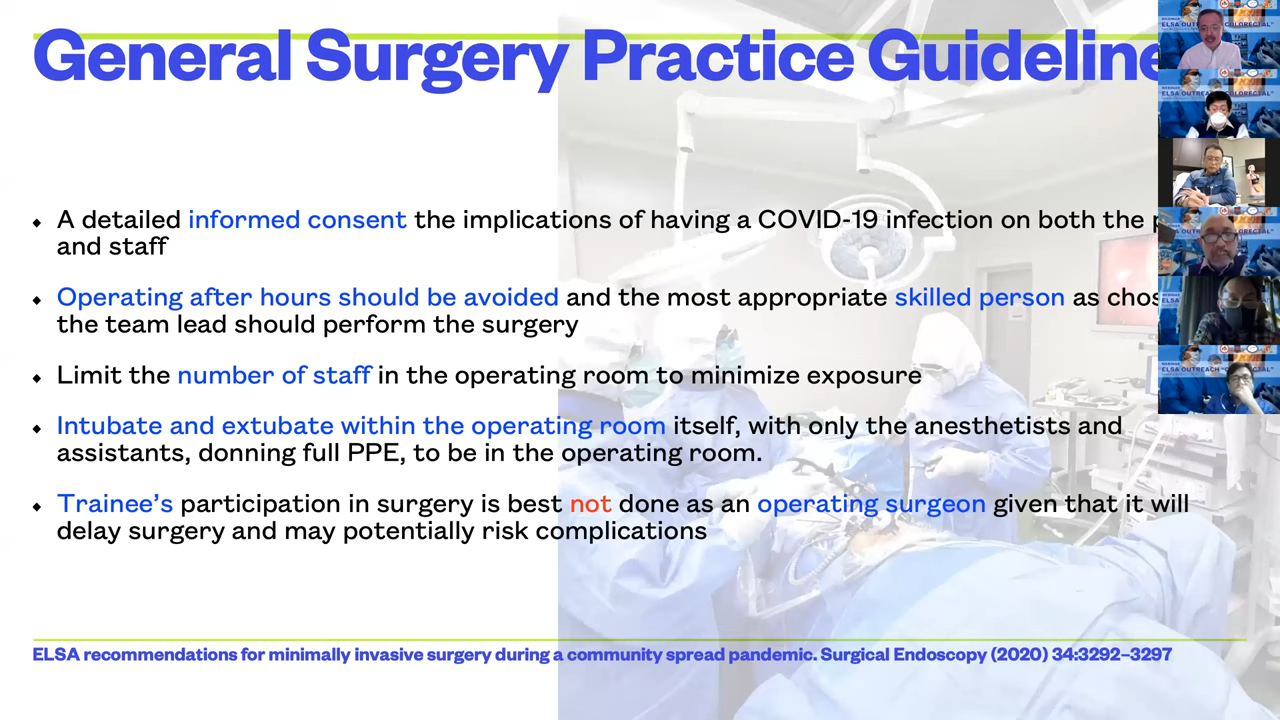 General Surgery Practice Guideline
A detailed informed consent the implications of having a COVID-19 infection on both the
and staff
Operating after hours should be avoided and the most appropriate skilled person as
the team lead should perform the surgery
Limit the number of staff in the operating room to minimize exposure
Intubate and extubate within the operating room itself, with only the anesthetists and
assistants, donning full PPE, to be in the operating room.
Trainee’s participation in surgery is best not done as an operating surgeon given that it will
delay surgery and may potentially risk complications
ELSA recommendations for minimally invasive surgery during a community spread pandemic. Surgical Endoscopy (2020) 34:3292–3297
WEBINAR
ELSA OUTREACH "COLORECTAL"